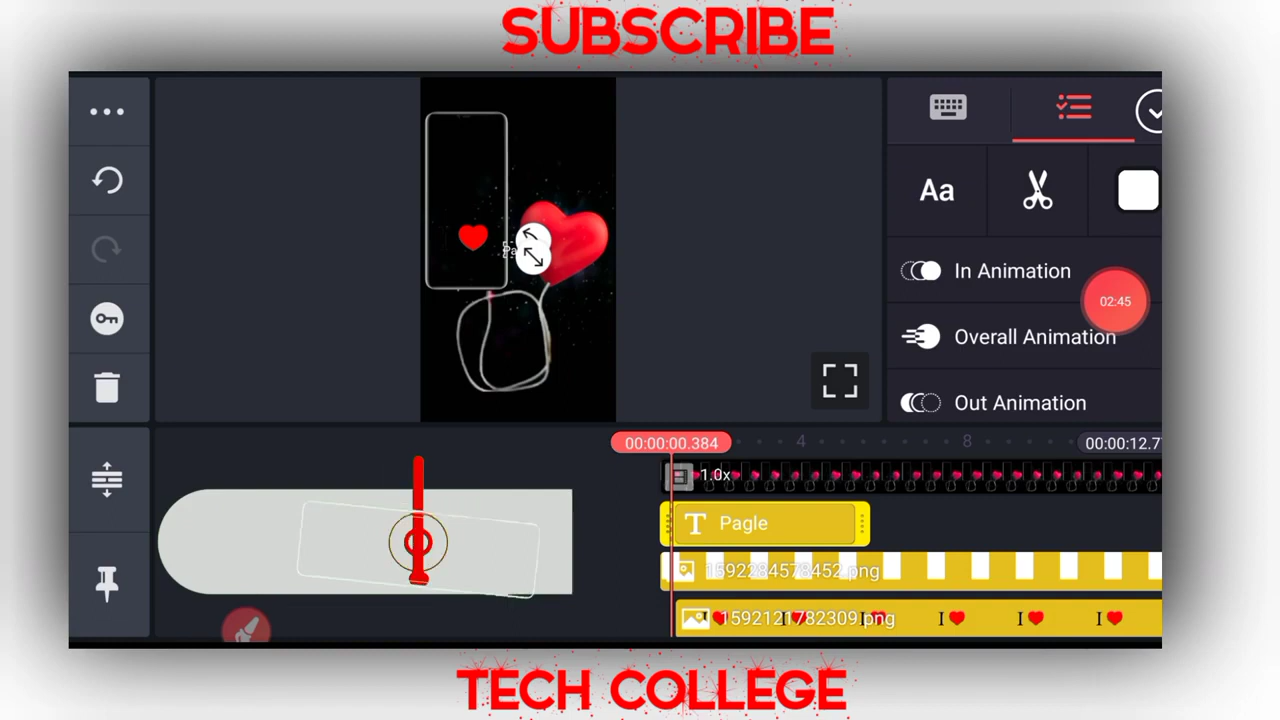 SUBSCRIBE
Aa
In Animation
02:45
Overall Animation
Out Animation
00:00:00.384
4
8
00:00:12.7
1.0x
Pagle
1592284578452.png
1592121782309.png
I
I
I
TECH COLLEGE